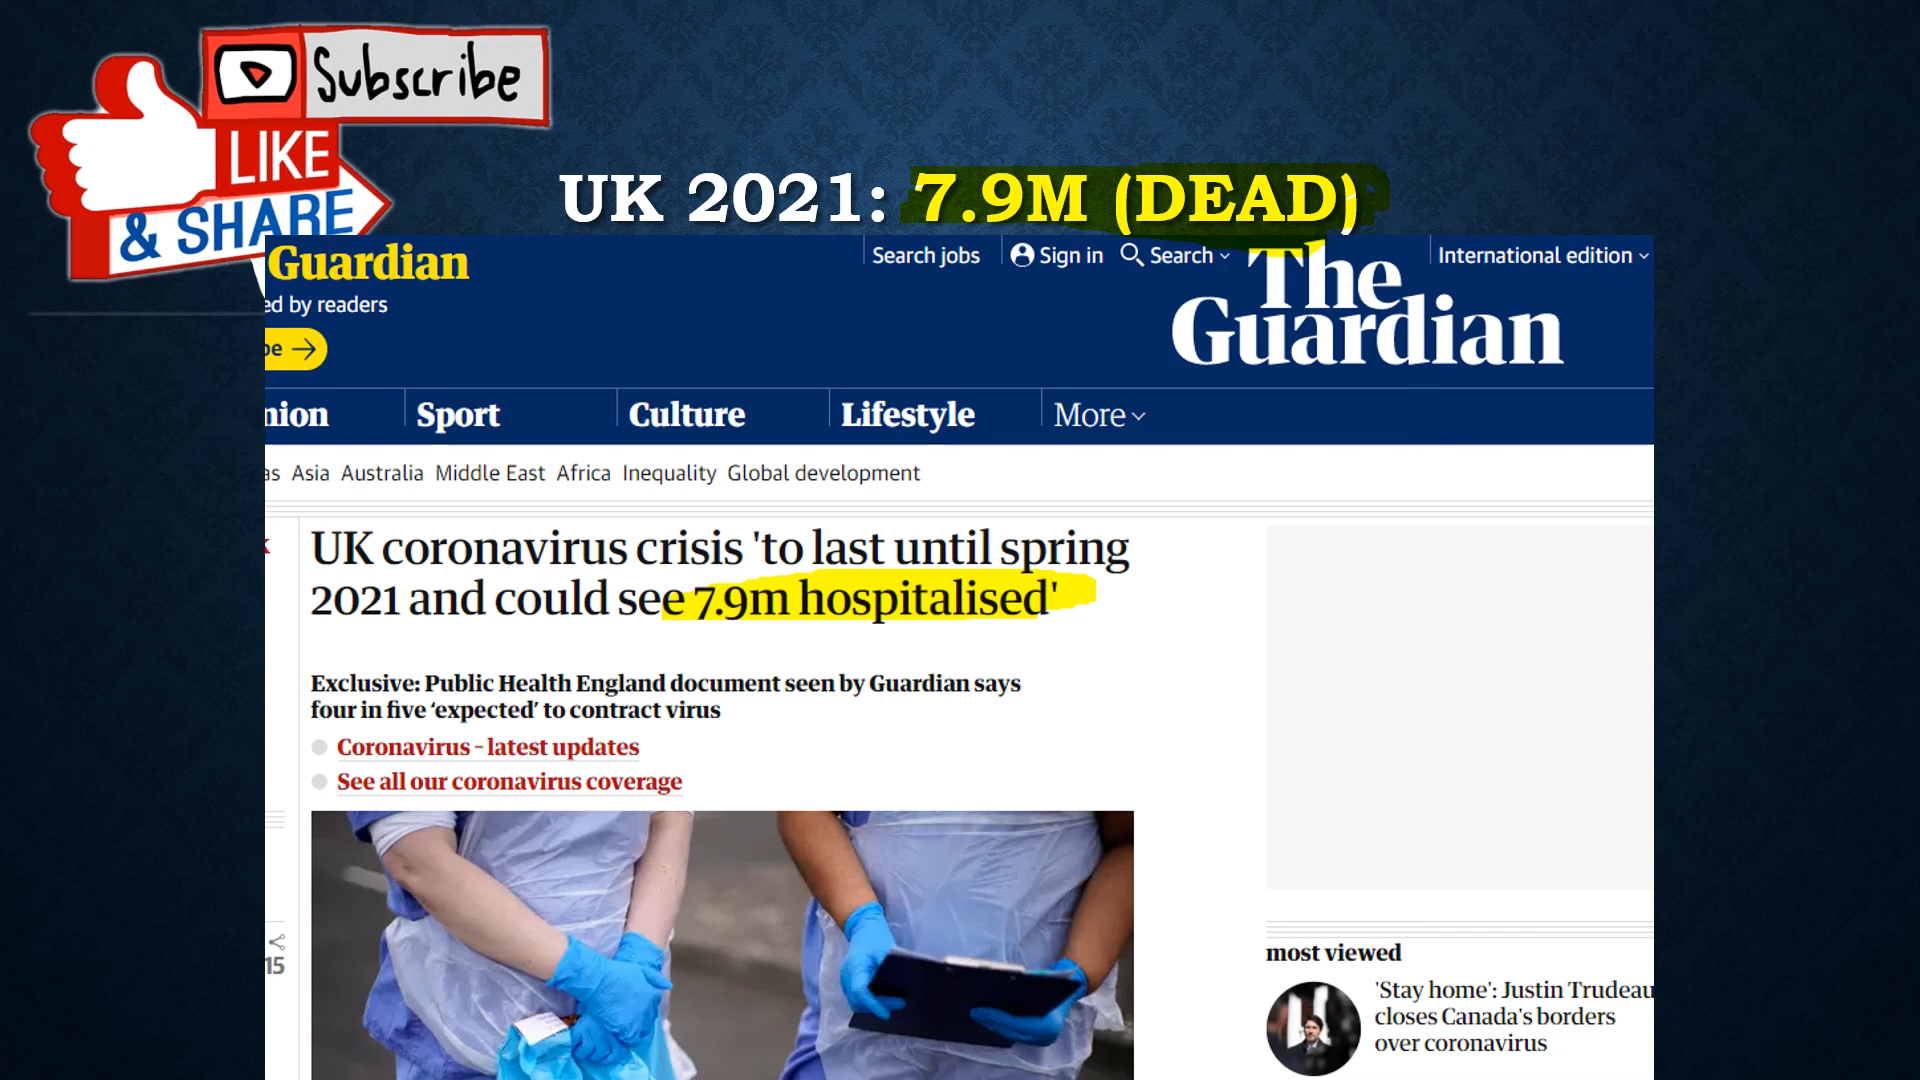 Subscribe
LIKE
& SHARE
UK 2021: 7.9M (DEAD)
Guardian
ed by readers
be
Search jobs
Sign in
Search
International edition
The
Guardian
nion
Sport
Culture
Lifestyle
More
as Asia Australia Middle East Africa Inequality Global development
UK coronavirus crisis 'to last until spring
2021 and could see 7.9m hospitalised'
Exclusive: Public Health England document seen by Guardian says
four in five ‘expected’ to contract virus
Coronavirus – latest updates
See all our coronavirus coverage
15
most viewed
'Stay home': Justin Trudeau
closes Canada's borders
over coronavirus